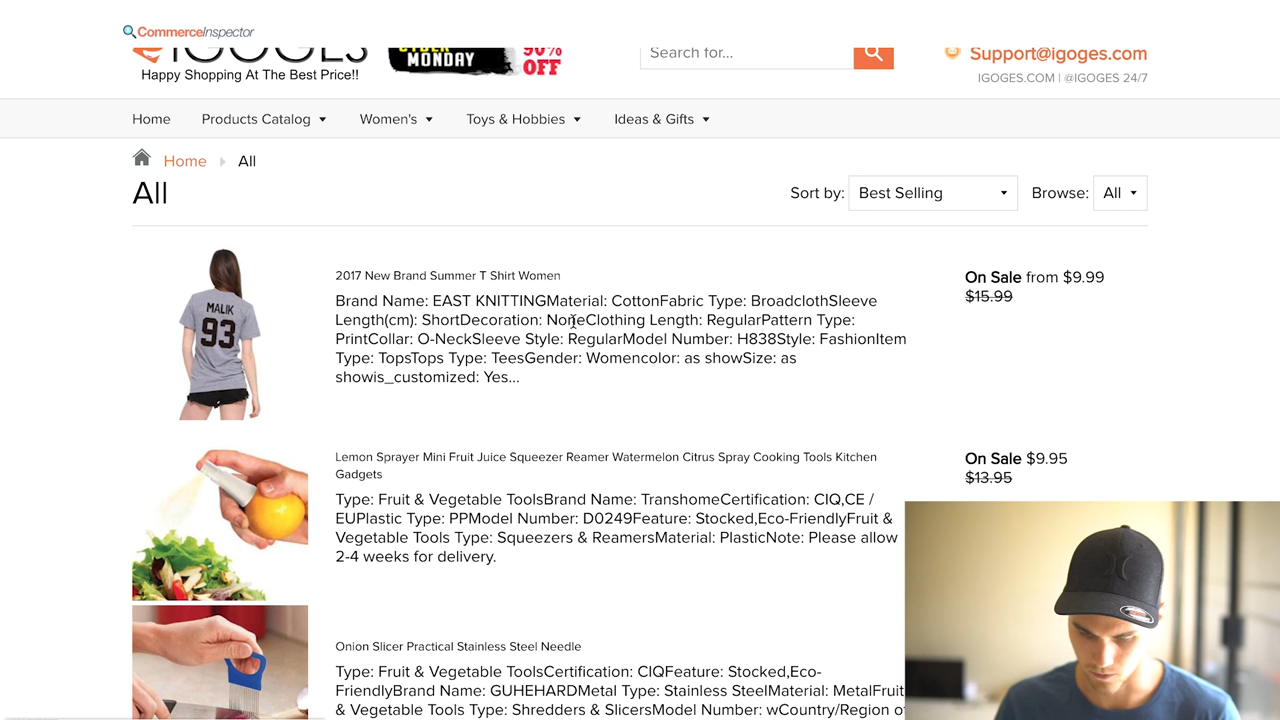 CommerceInspector
IGOGES
Happy Shopping At The Best Price!!
CYBER
MONDAY
90%
OFF
Search for...
Support@igoges.com
IGOGES.COM | @IGOGES 24/7
Home
Products Catalog
Women's
Toys & Hobbies
Ideas & Gifts
Home
All
All
Sort by:
Best Selling
Browse:
All
MALIK
93
2017 New Brand Summer T Shirt Women
Brand Name: EAST KNITTINGMaterial: CottonFabric Type: BroadclothSleeve
Length(cm): ShortDecoration: NoneClothing Length: RegularPattern Type:
PrintCollar: O-NeckSleeve Style: RegularModel Number: H838Style: FashionItem
Type: TopsTops Type: TeesGender: Womencolor: as showSize: as
showis_customized: Yes...
On Sale from $9.99
$15.99
Lemon Sprayer Mini Fruit Juice Squeezer Reamer Watermelon Citrus Spray Cooking Tools Kitchen
Gadgets
Type: Fruit & Vegetable ToolsBrand Name: TranshomeCertification: CIQ,CE /
EUPlastic Type: PPModel Number: D0249Feature: Stocked,Eco-FriendlyFruit &
Vegetable Tools Type: Squeezers & ReamersMaterial: PlasticNote: Please allow
2-4 weeks for delivery.
On Sale $9.95
$13.95
Onion Slicer Practical Stainless Steel Needle
Type: Fruit & Vegetable ToolsCertification: CIQFeature: Stocked,Eco-
FriendlyBrand Name: GUHEHARDMetal Type: Stainless SteelMaterial: MetalFruit
& Vegetable Tools Type: Shredders & SlicersModel Number: wCountry/Region of